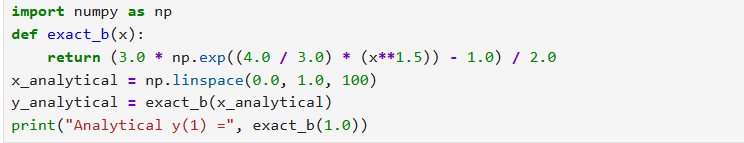 import numpy as np
def exact_b(x):
    return (3.0 * np.exp((4.0 / 3.0) * (x**1.5)) - 1.0) / 2.0
x_analytical = np.linspace(0.0, 1.0, 100)
y_analytical = exact_b(x_analytical)
print("Analytical y(1) =", exact_b(1.0))